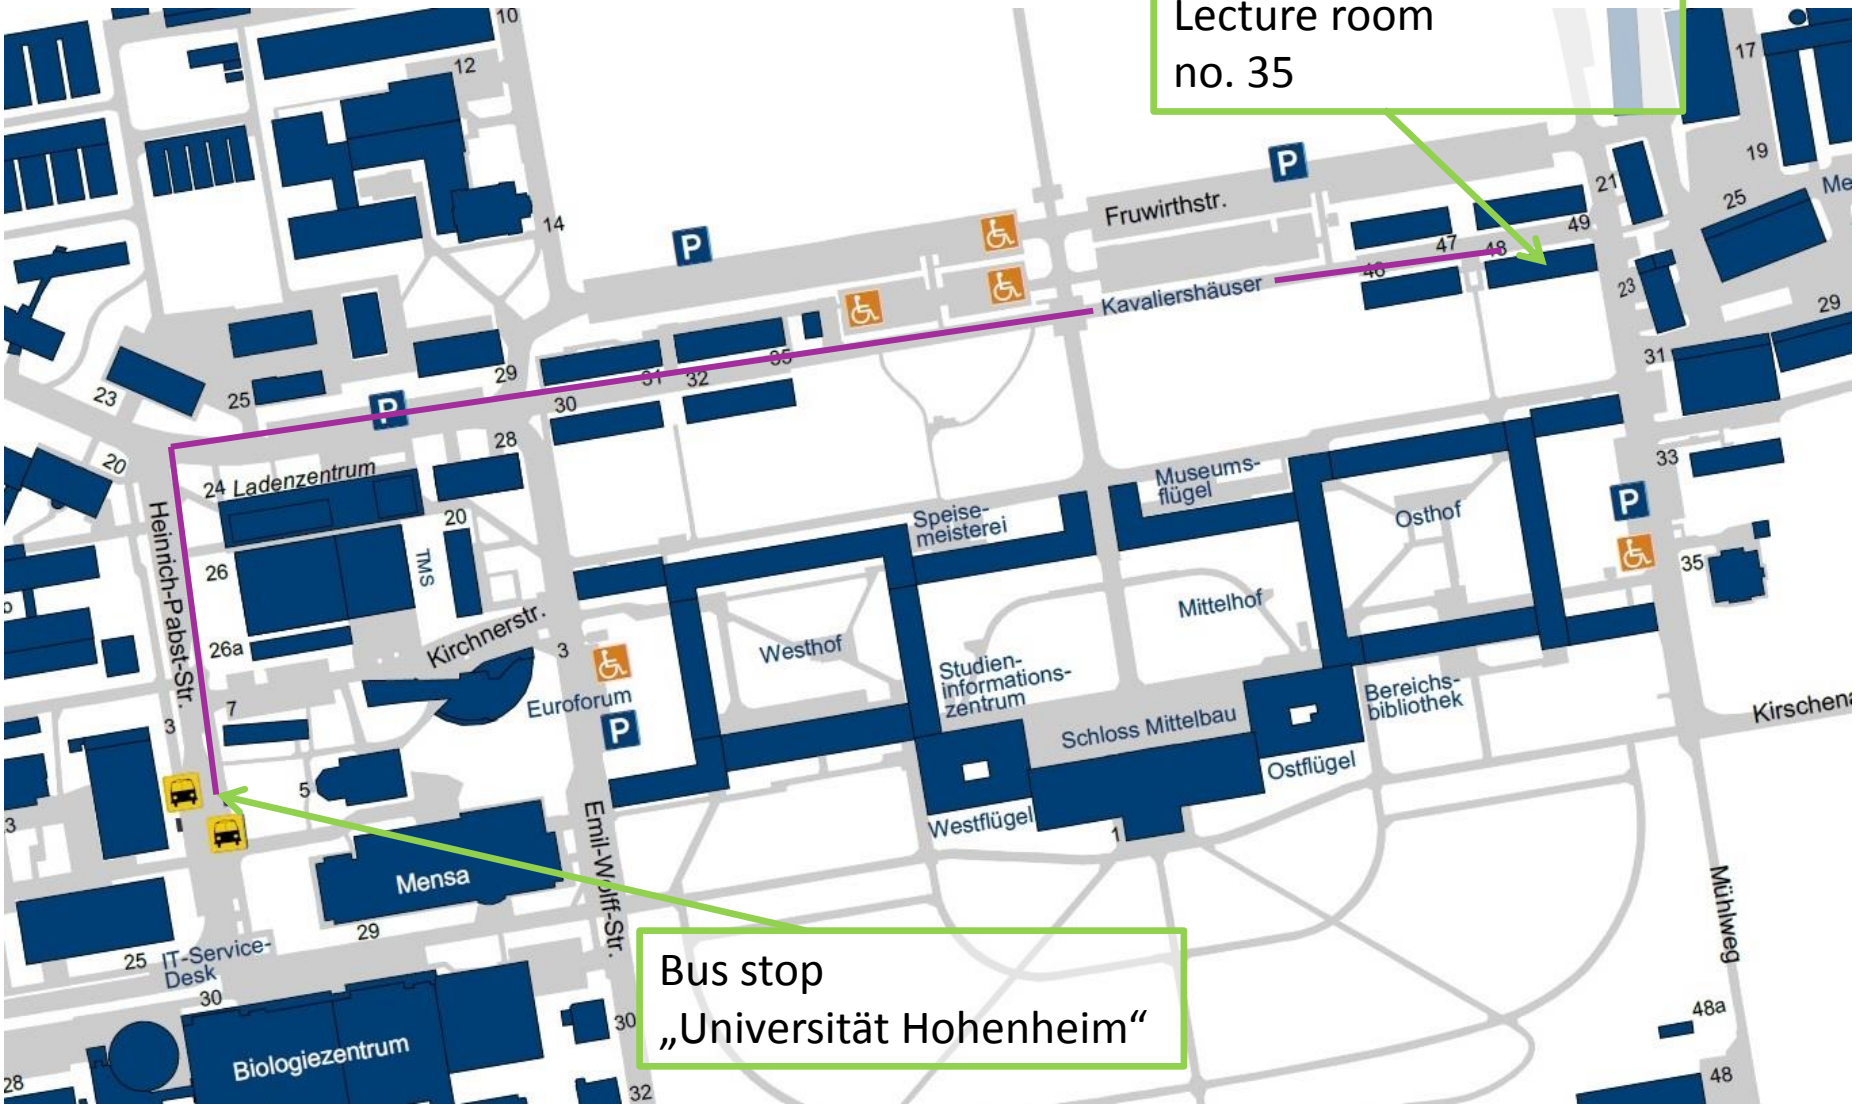 10
Lecture room
no. 35
12
17
19
P
21
Me
25
14
Fruwirthstr.
49
P
47
48
46
23
Kavaliershäuser
29
31
35
29
31
32
23
25
P
30
28
20
24 Ladenzentrum
20
33
Museums-
flügel
P
Osthof
Speise-
meisterei
Heinrich-Pabst-Str.
26
TMS
35
Mittelhof
26a
Kirchnerstr.
3
Westhof
Studien-
informations-
zentrum
Euroforum
P
Bereichs-
bibliothek
Kirschena
7
3
Schloss Mittelbau
Ostflügel
5
Westflügel
1
3
Emil-Wolff-Str.
Mensa
Mühlweg
29
25
IT-Service-
Desk
30
Bus stop
„Universität Hohenheim“
30
48a
Biologiezentrum
28
32
48